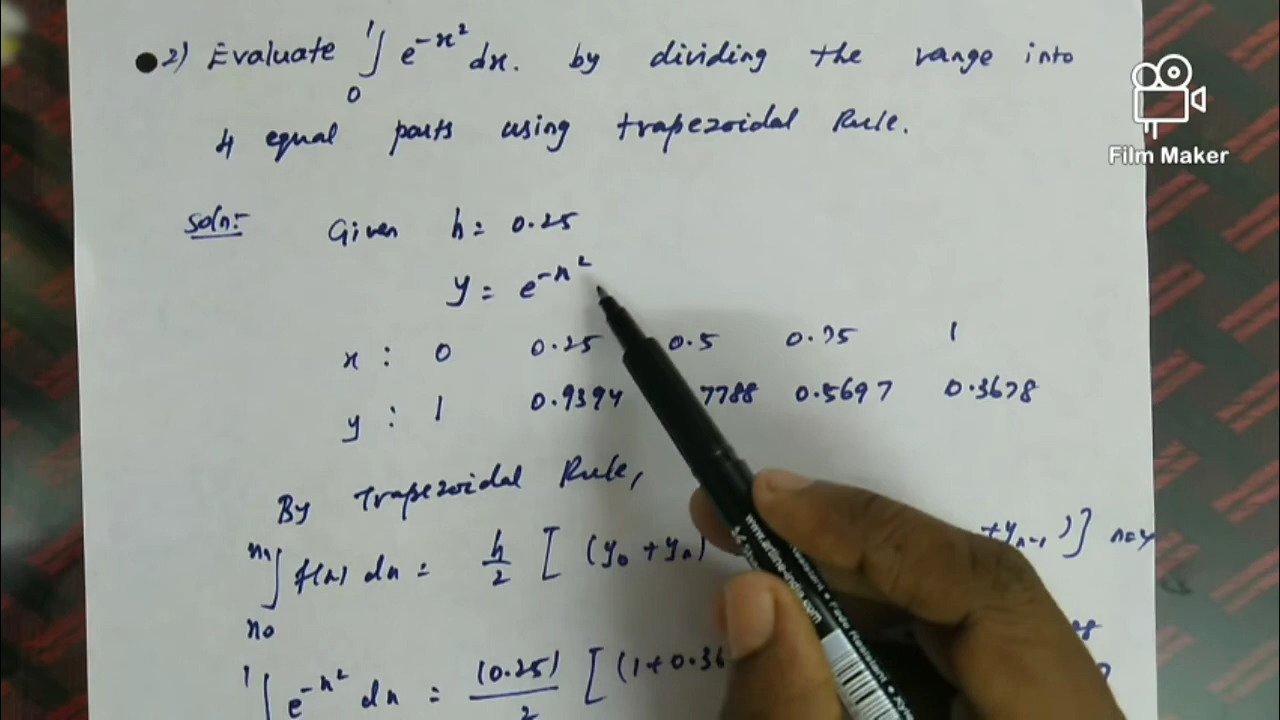 2) Evaluate ∫₀¹ e^{-x²} dx. by dividing the range into
4 equal parts using trapezoidal Rule.
Film Maker
Soln:- Given h = 0.25
y = e^{-x²}
x : 0 0.25 0.5 0.75 1
y : 1 0.9394 7788 0.5697 0.3678
By Trapezoidal Rule,
∫ f(x) dx = h/2 [ (y₀ + yₙ) + yₙ₋₁ )]
∫¹ e^{-x²} dx = (0.25)/2 [ (1 + 0.36